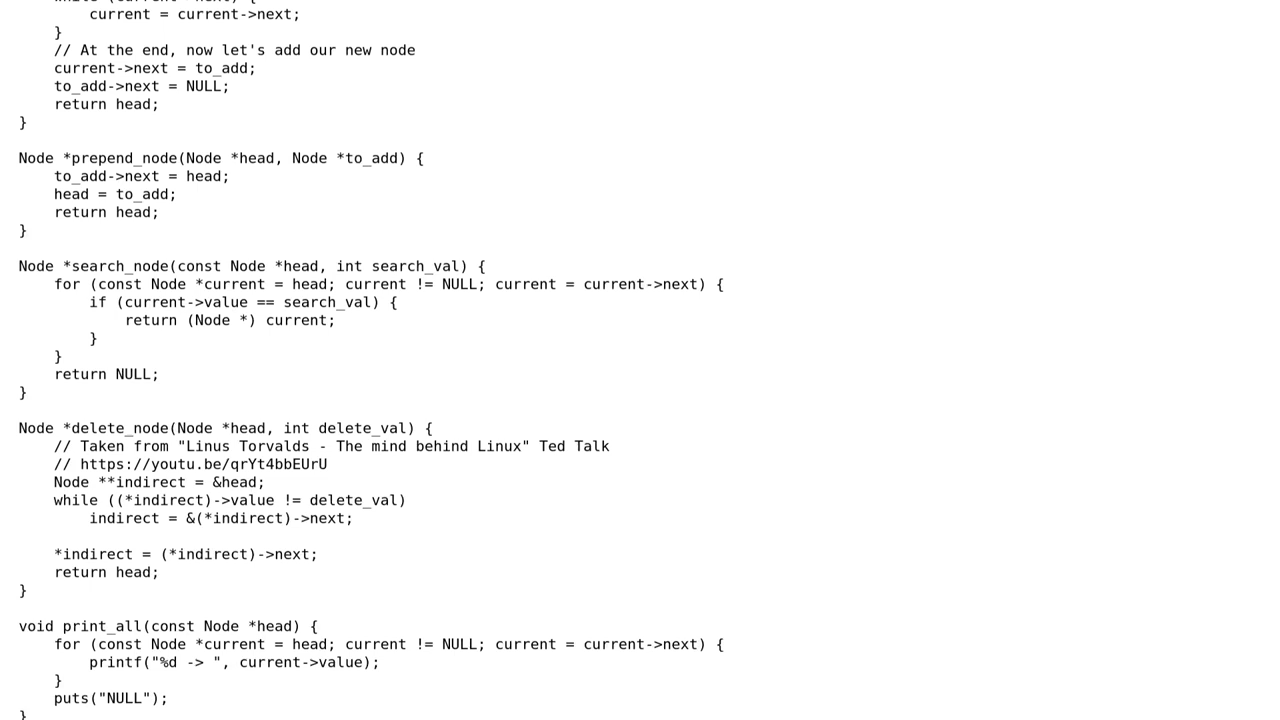 current = current->next;
    }
    // At the end, now let's add our new node
    current->next = to_add;
    to_add->next = NULL;
    return head;
}

Node *prepend_node(Node *head, Node *to_add) {
    to_add->next = head;
    head = to_add;
    return head;
}

Node *search_node(const Node *head, int search_val) {
    for (const Node *current = head; current != NULL; current = current->next) {
        if (current->value == search_val) {
            return (Node *) current;
        }
    }
    return NULL;
}

Node *delete_node(Node *head, int delete_val) {
    // Taken from "Linus Torvalds - The mind behind Linux" Ted Talk
    // https://youtu.be/qrYt4bbEUrU
    Node **indirect = &head;
    while ((*indirect)->value != delete_val)
        indirect = &(*indirect)->next;

    *indirect = (*indirect)->next;
    return head;
}

void print_all(const Node *head) {
    for (const Node *current = head; current != NULL; current = current->next) {
        printf("%d -> ", current->value);
    }
    puts("NULL");
}